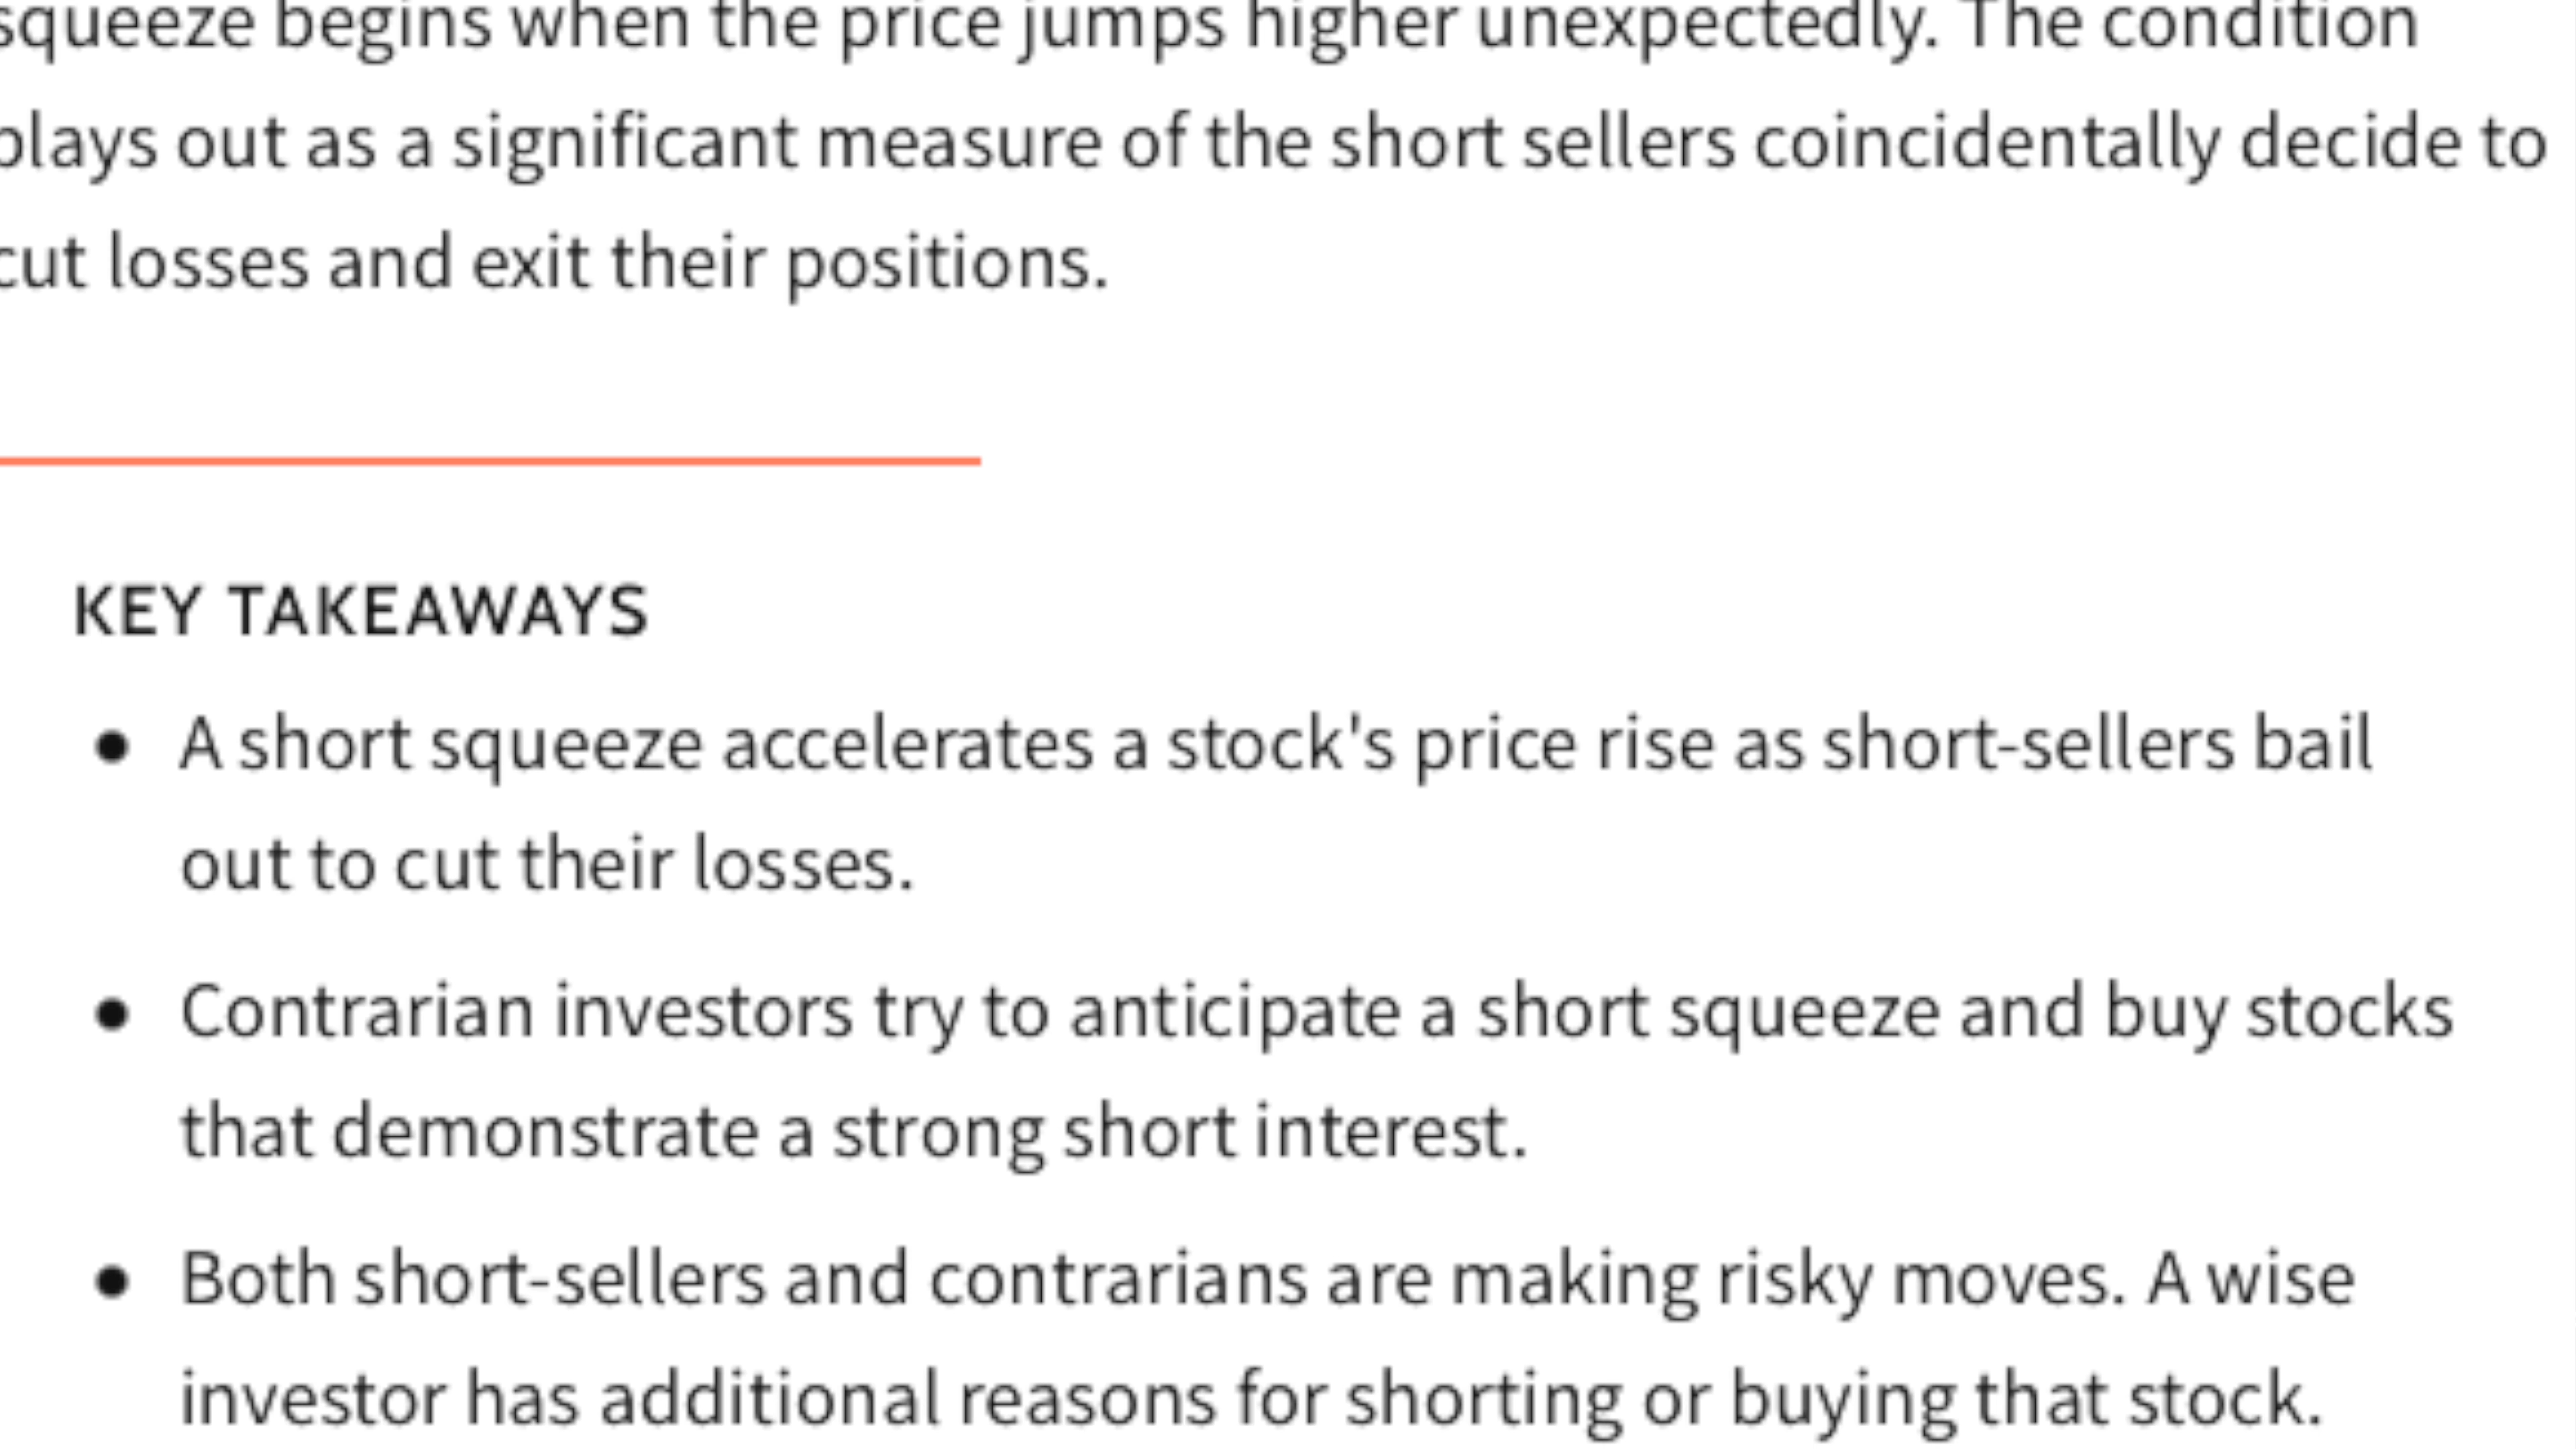 squeeze begins when the price jumps higher unexpectedly. The condition
plays out as a significant measure of the short sellers coincidentally decide to
cut losses and exit their positions.
KEY TAKEAWAYS
• A short squeeze accelerates a stock's price rise as short-sellers bail
out to cut their losses.
• Contrarian investors try to anticipate a short squeeze and buy stocks
that demonstrate a strong short interest.
• Both short-sellers and contrarians are making risky moves. A wise
investor has additional reasons for shorting or buying that stock.